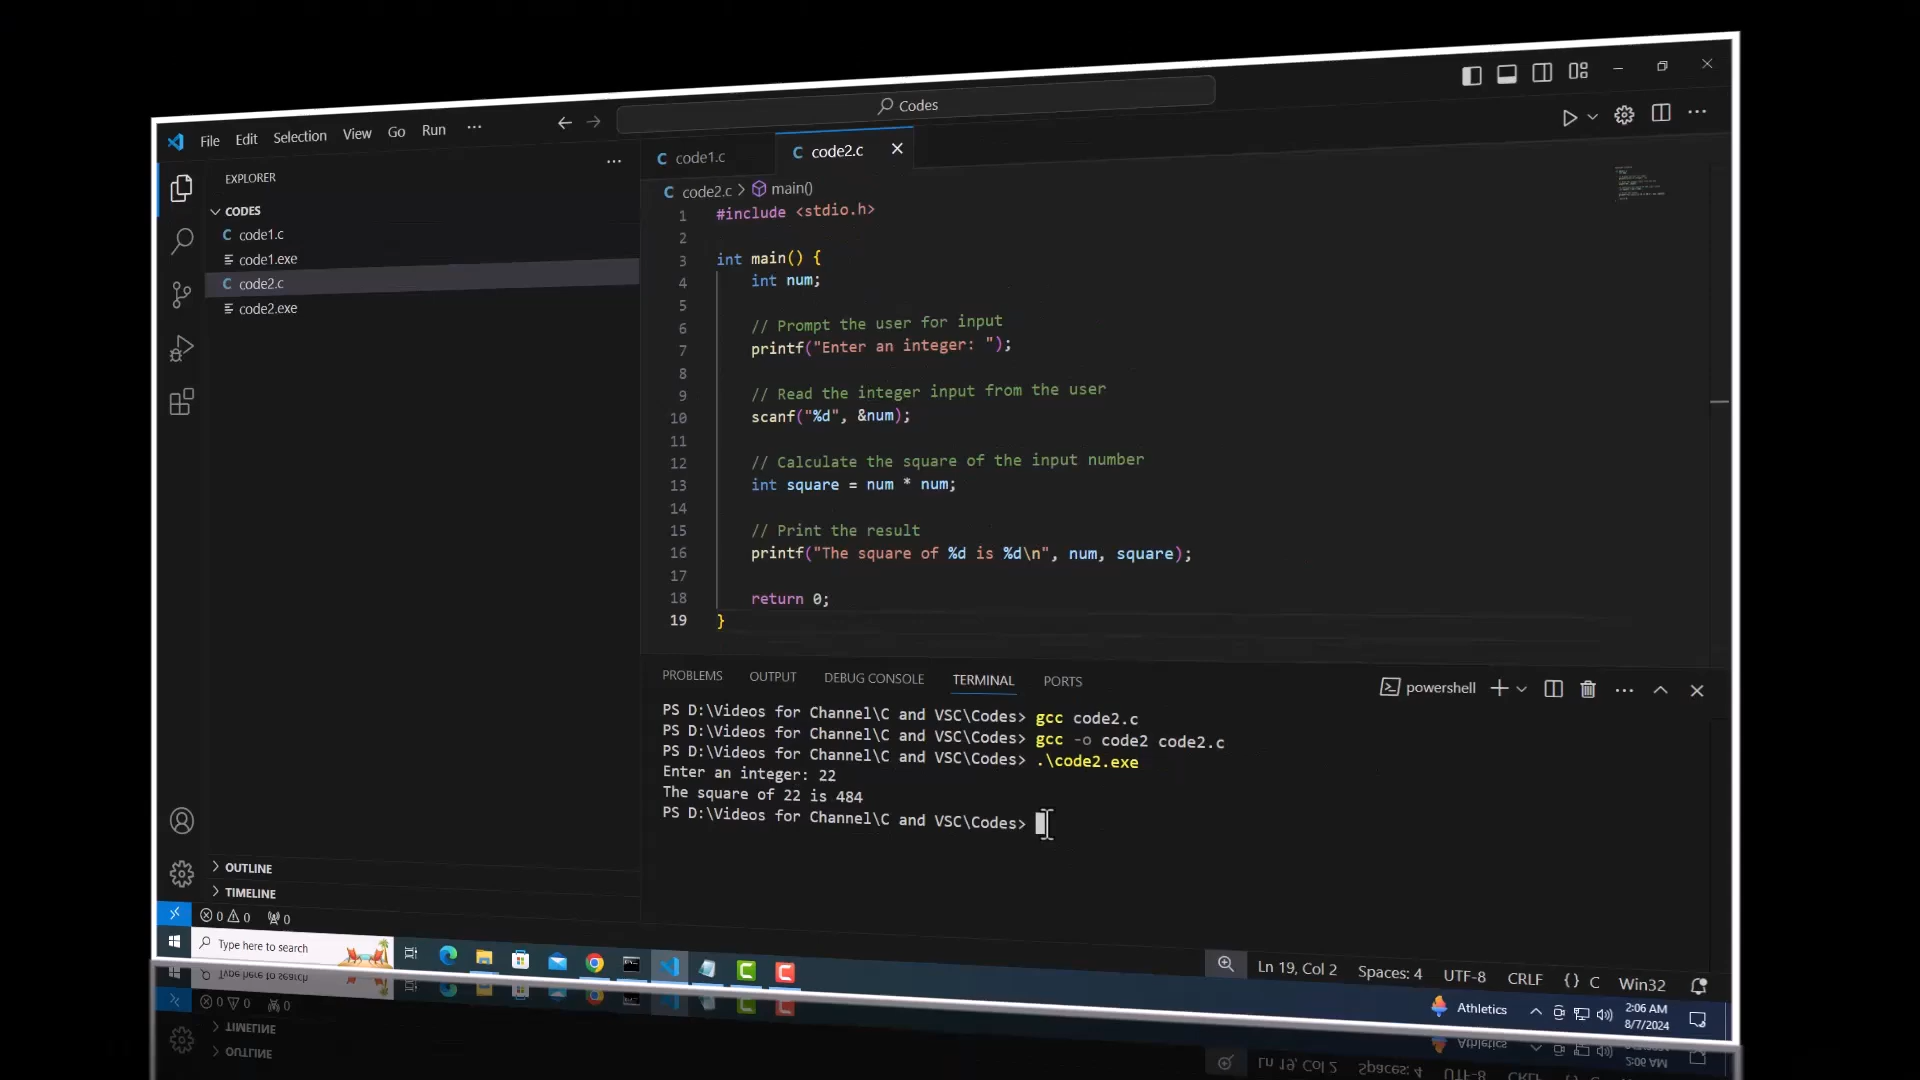 File Edit Selection View Go Run ···
Codes
EXPLORER ···
CODES
code1.c
code1.exe
code2.c
code2.exe
OUTLINE
TIMELINE
C code1.c
C code2.c
C code2.c > main()
1 #include <stdio.h>
2
3 int main() {
4 int num;
5
6 // Prompt the user for input
7 printf("Enter an integer: ");
8
9 // Read the integer input from the user
10 scanf("%d", &num);
11
12 // Calculate the square of the input number
13 int square = num * num;
14
15 // Print the result
16 printf("The square of %d is %d\n", num, square);
17
18 return 0;
19 }
PROBLEMS OUTPUT DEBUG CONSOLE TERMINAL PORTS
powershell
PS D:\Videos for Channel\C and VSC\Codes> gcc code2.c
PS D:\Videos for Channel\C and VSC\Codes> gcc -o code2 code2.c
PS D:\Videos for Channel\C and VSC\Codes> .\code2.exe
Enter an integer: 22
The square of 22 is 484
PS D:\Videos for Channel\C and VSC\Codes>
0 0 0
Ln 19, Col 2 Spaces: 4 UTF-8 CRLF {} C Win32
Type here to search
Athletics
2:06 AM
8/7/2024